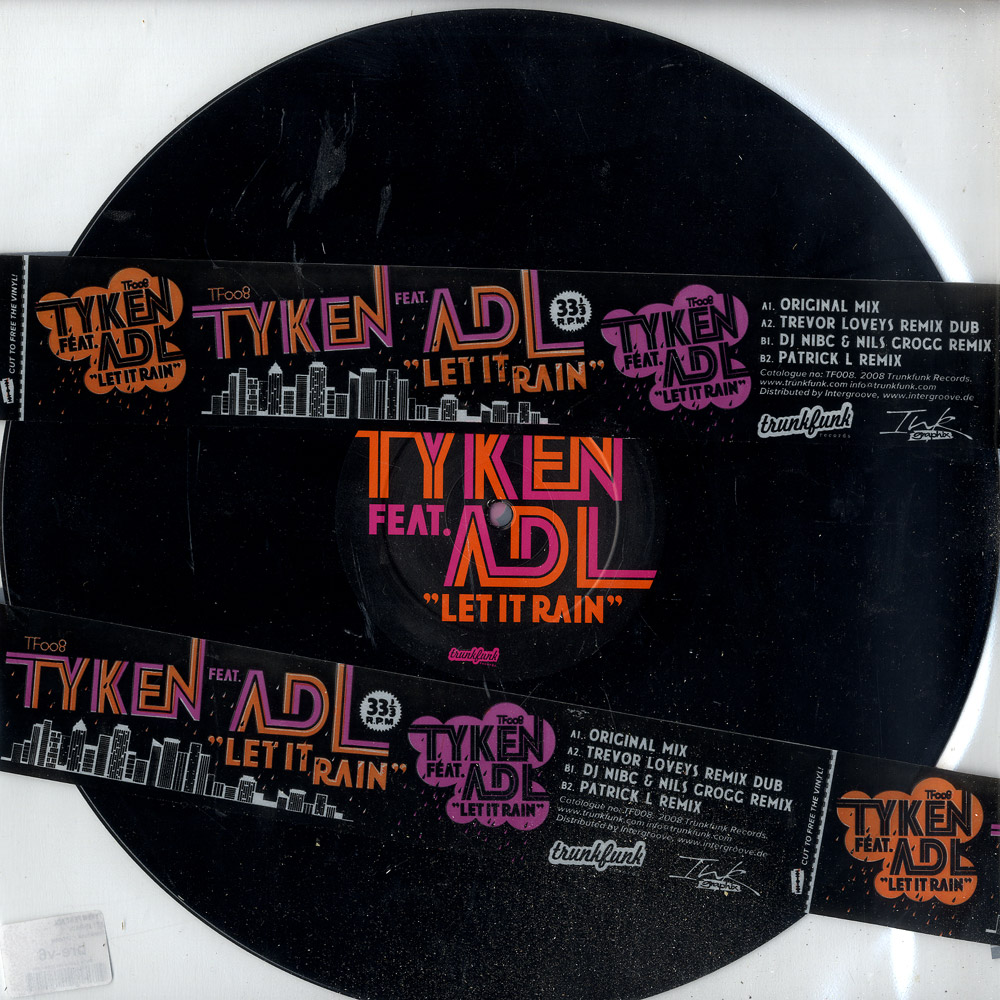 CUT TO FREE THE VINYL!
TF008
TYKEN
FEAT.
ADL
"LET IT RAIN"
TF008
TYKEN FEAT. ADL
"LET IT RAIN"
33⅓
R.P.M
TF008
TYKEN
FEAT.
ADL
"LET IT RAIN"
A1. ORIGINAL MIX
A2. TREVOR LOVEYS REMIX DUB
B1. DJ NIBC & NILS GROGG REMIX
B2. PATRICK L REMIX
Catalogue no: TF008. 2008 Trunkfunk Records.
www.trunkfunk.com info@trunkfunk.com
Distributed by Intergroove, www.intergroove.de
trunkfunk
records
Ink
Graphix
TYKEN
FEAT.
ADL
"LET IT RAIN"
trunkfunk
TF008
TYKEN FEAT. ADL
"LET IT RAIN"
33⅓
R.P.M
TF008
TYKEN
FEAT.
ADL
"LET IT RAIN"
A1. ORIGINAL MIX
A2. TREVOR LOVEYS REMIX DUB
B1. DJ NIBC & NILS GROGG REMIX
B2. PATRICK L REMIX
Catalogue no: TF008. 2008 Trunkfunk Records.
www.trunkfunk.com info@trunkfunk.com
Distributed by Intergroove, www.intergroove.de
trunkfunk
Ink
Graphix
CUT TO FREE THE VINYL!
TF008
TYKEN
FEAT.
ADL
"LET IT RAIN"